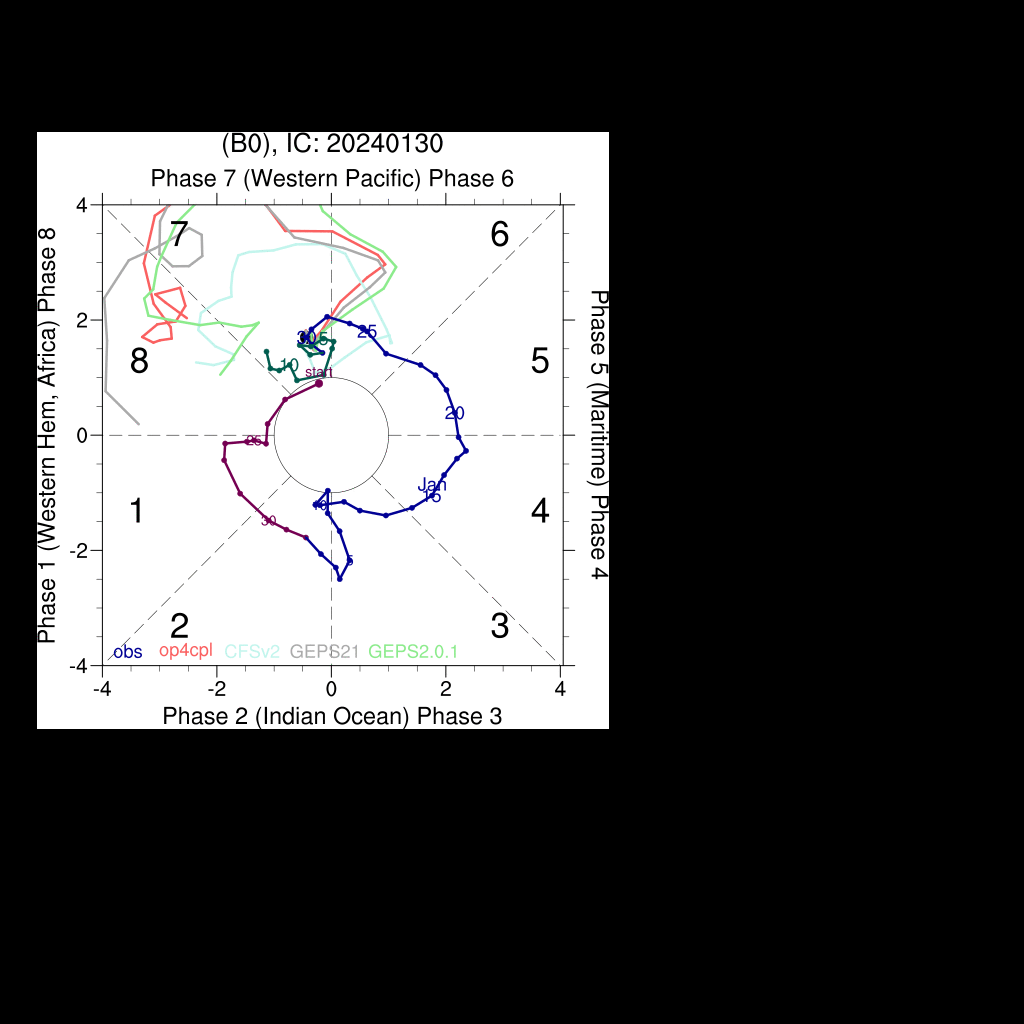 (B0), IC: 20240130
Phase 7 (Western Pacific) Phase 6
Phase 1 (Western Hem, Africa) Phase 8
Phase 5 (Maritime) Phase 4
4
2
0
-2
-4
7
6
8
5
1
4
2
3
25
5
10
start
20
25
Jan
15
10
30
5
obs op4cpl CFSv2 GEPS21 GEPS2.0.1
-4 -2 0 2 4
Phase 2 (Indian Ocean) Phase 3